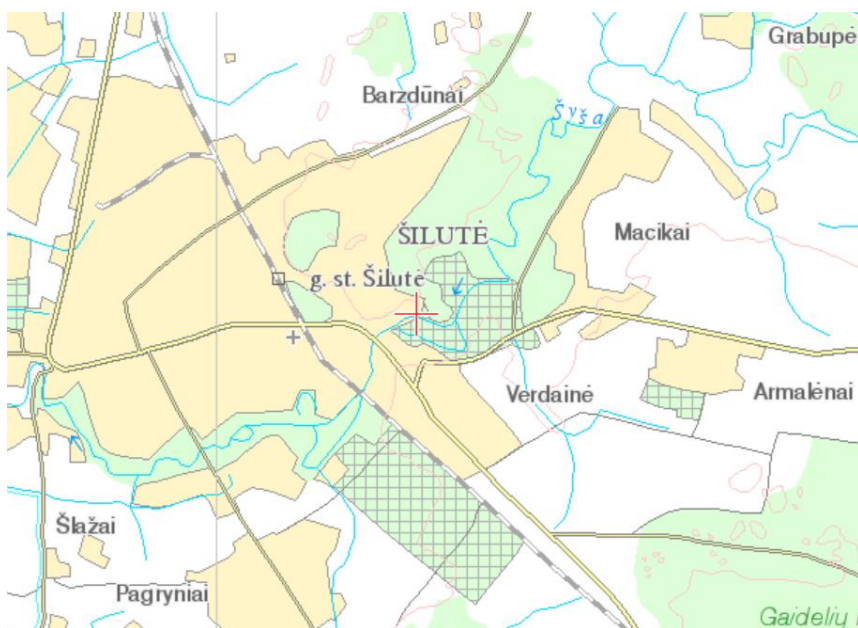 Grabupė
Barzdūnai
Šyša
ŠILUTĖ
Macikai
g. st. Šilutė
Verdainė
Armalėnai
Šlažai
Pagryniai
Gaidelių